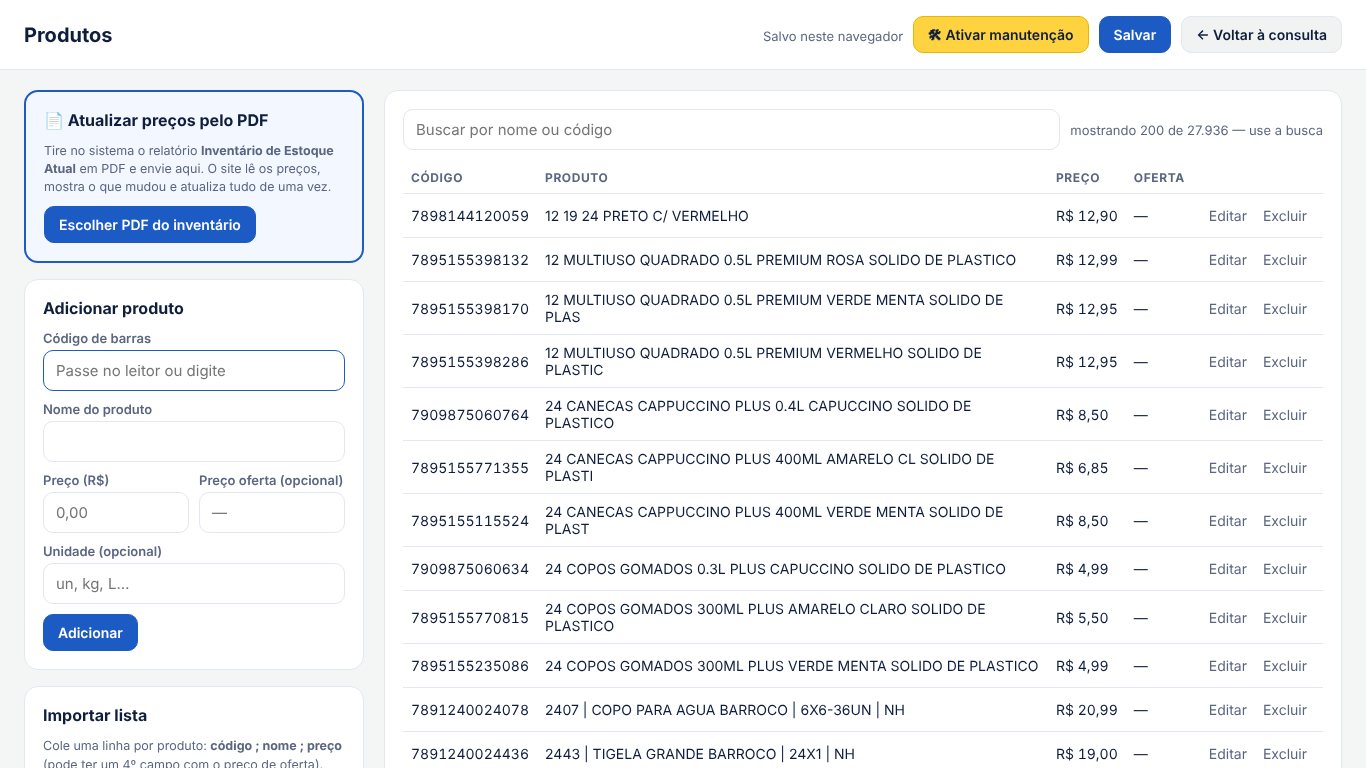 Produtos
Salvo neste navegador
🛠 Ativar manutenção
Salvar
← Voltar à consulta
📄 Atualizar preços pelo PDF
Tire no sistema o relatório Inventário de Estoque
Atual em PDF e envie aqui. O site lê os preços,
mostra o que mudou e atualiza tudo de uma vez.
Escolher PDF do inventário
Adicionar produto
Código de barras
Passe no leitor ou digite
Nome do produto
Preço (R$) Preço oferta (opcional)
0,00 —
Unidade (opcional)
un, kg, L...
Adicionar
Importar lista
Cole uma linha por produto: código ; nome ; preço
(pode ter um 4º campo com o preço de oferta).
Buscar por nome ou código
mostrando 200 de 27.936 — use a busca
CÓDIGO PRODUTO PREÇO OFERTA
7898144120059 12 19 24 PRETO C/ VERMELHO R$ 12,90 — Editar Excluir
7895155398132 12 MULTIUSO QUADRADO 0.5L PREMIUM ROSA SOLIDO DE PLASTICO R$ 12,99 — Editar Excluir
7895155398170 12 MULTIUSO QUADRADO 0.5L PREMIUM VERDE MENTA SOLIDO DE
PLAS R$ 12,95 — Editar Excluir
7895155398286 12 MULTIUSO QUADRADO 0.5L PREMIUM VERMELHO SOLIDO DE
PLASTIC R$ 12,95 — Editar Excluir
7909875060764 24 CANECAS CAPPUCCINO PLUS 0.4L CAPUCCINO SOLIDO DE
PLASTICO R$ 8,50 — Editar Excluir
7895155771355 24 CANECAS CAPPUCCINO PLUS 400ML AMARELO CL SOLIDO DE
PLASTI R$ 6,85 — Editar Excluir
7895155115524 24 CANECAS CAPPUCCINO PLUS 400ML VERDE MENTA SOLIDO DE
PLAST R$ 8,50 — Editar Excluir
7909875060634 24 COPOS GOMADOS 0.3L PLUS CAPUCCINO SOLIDO DE PLASTICO R$ 4,99 — Editar Excluir
7895155770815 24 COPOS GOMADOS 300ML PLUS AMARELO CLARO SOLIDO DE
PLASTICO R$ 5,50 — Editar Excluir
7895155235086 24 COPOS GOMADOS 300ML PLUS VERDE MENTA SOLIDO DE PLASTICO R$ 4,99 — Editar Excluir
7891240024078 2407 | COPO PARA AGUA BARROCO | 6X6-36UN | NH R$ 20,99 — Editar Excluir
7891240024436 2443 | TIGELA GRANDE BARROCO | 24X1 | NH R$ 19,00 — Editar Excluir